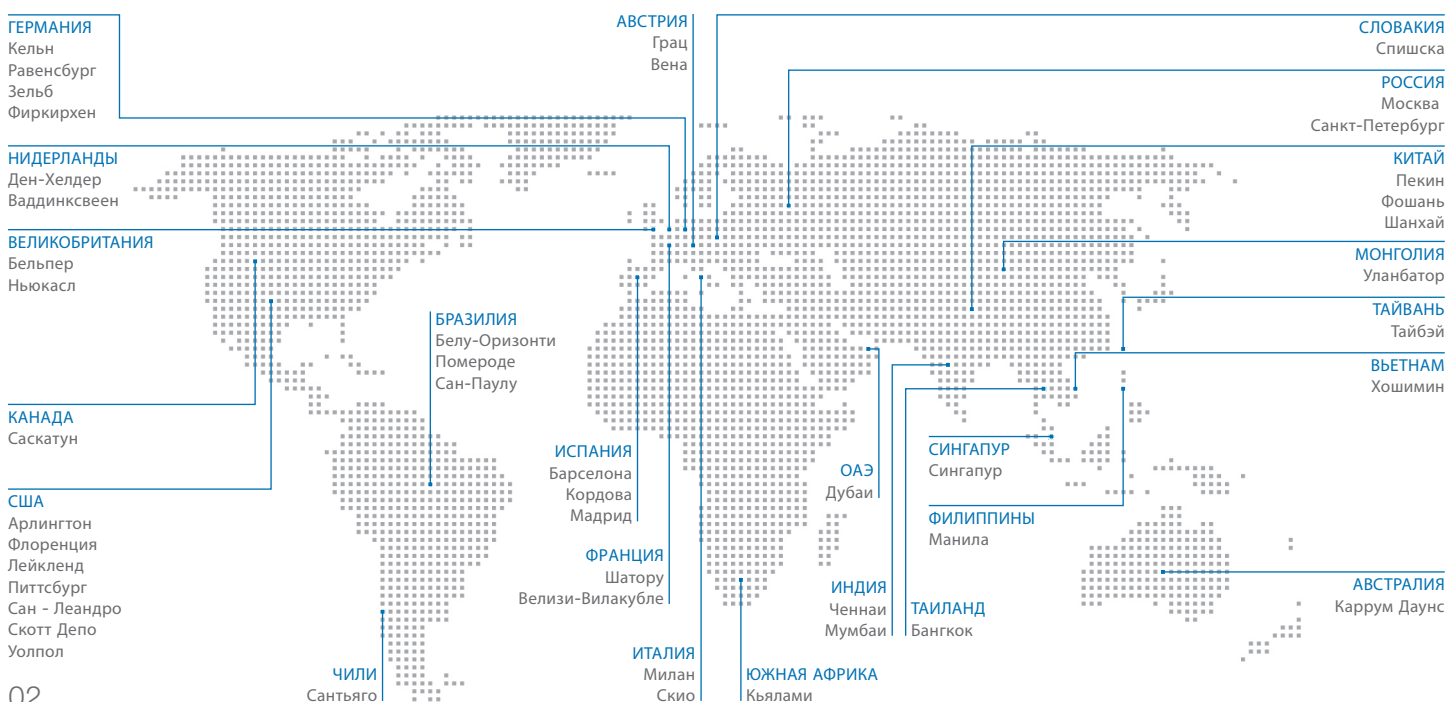 ГЕРМАНИЯ
Кельн
Равенсбург
Зельб
Фиркирхен
НИДЕРЛАНДЫ
Ден-Хелдер
Ваддинксвеен
ВЕЛИКОБРИТАНИЯ
Бельпер
Ньюкасл
КАНАДА
Саскатун
США
Арлингтон
Флоренция
Лейкленд
Питтсбург
Сан - Леандро
Скотт Депо
Уолпол
02
ЧИЛИ
Сантьяго
БРАЗИЛИЯ
Белу-Оризонти
Помероде
Сан-Паулу
АВСТРИЯ
Грац
Вена
ИСПАНИЯ
Барселона
Кордова
Мадрид
ФРАНЦИЯ
Шатору
Велизи-Вилакубле
ИТАЛИЯ
Милан
Скио
ЮЖНАЯ АФРИКА
Кьялами
ОАЭ
Дубаи
ИНДИЯ
Ченнаи
Мумбаи
ТАИЛАНД
Бангкок
СИНГАПУР
Сингапур
ФИЛИППИНЫ
Манила
СЛОВАКИЯ
Спишска
РОССИЯ
Москва
Санкт-Петербург
КИТАЙ
Пекин
Фошань
Шанхай
МОНГОЛИЯ
Уланбатор
ТАЙВАНЬ
Тайбэй
ВЬЕТНАМ
Хошимин
АВСТРАЛИЯ
Каррум Даунс